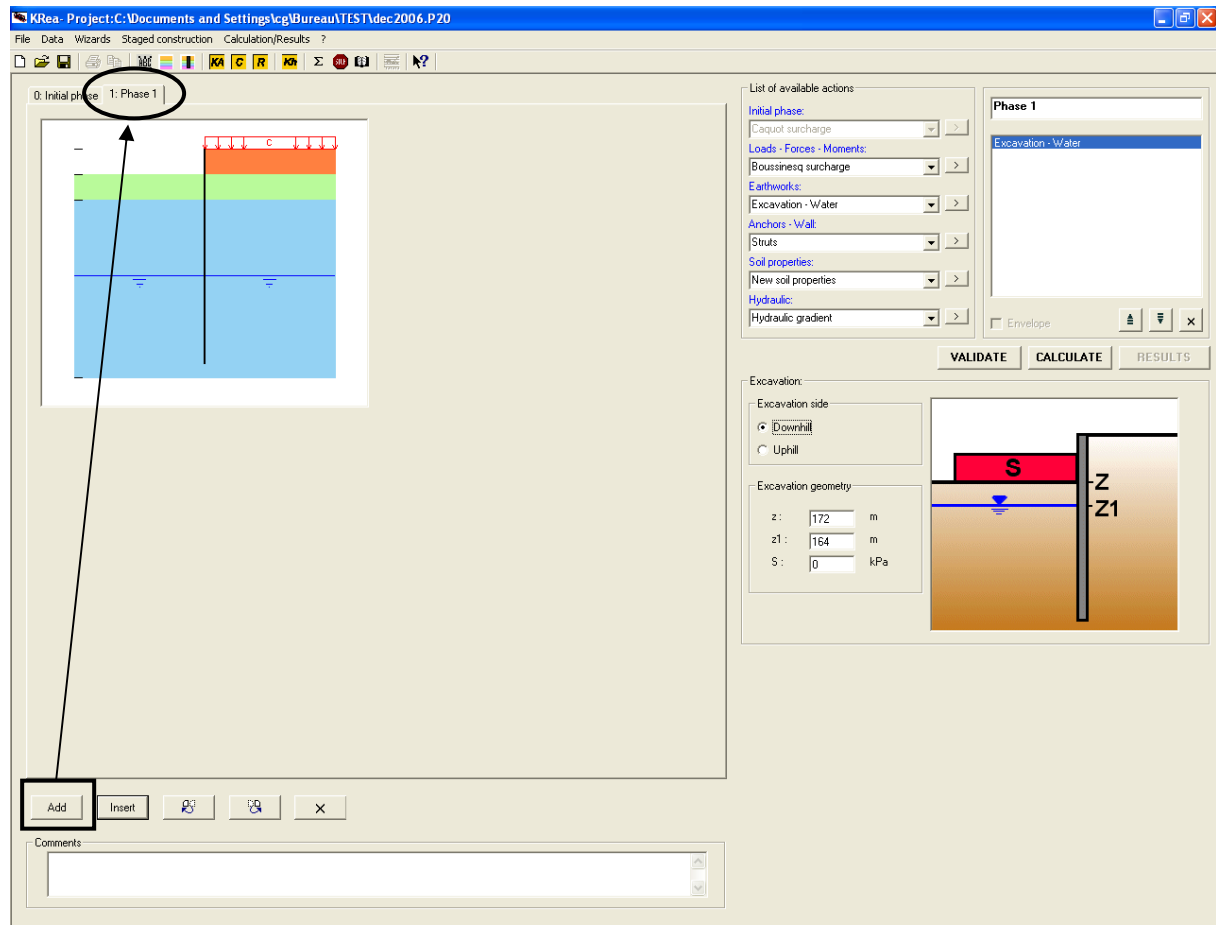 KRea- Project:C:\Documents and Settings\cg\Bureau\TEST\dec2006.P20
File Data Wizards Staged construction Calculation/Results ?
KA C R Kh Σ
0: Initial phase 1: Phase 1
C
Add Insert
Comments
List of available actions
Initial phase:
Caquot surcharge >
Loads - Forces - Moments:
Boussinesq surcharge >
Earthworks:
Excavation - Water >
Anchors - Wall:
Struts >
Soil properties:
New soil properties >
Hydraulic:
Hydraulic gradient >
Phase 1
Excavation - Water
Envelope
VALIDATE CALCULATE RESULTS
Excavation:
Excavation side
Downhill
Uphill
Excavation geometry
z : 172 m
z1 : 164 m
S : 0 kPa
S
Z
Z1